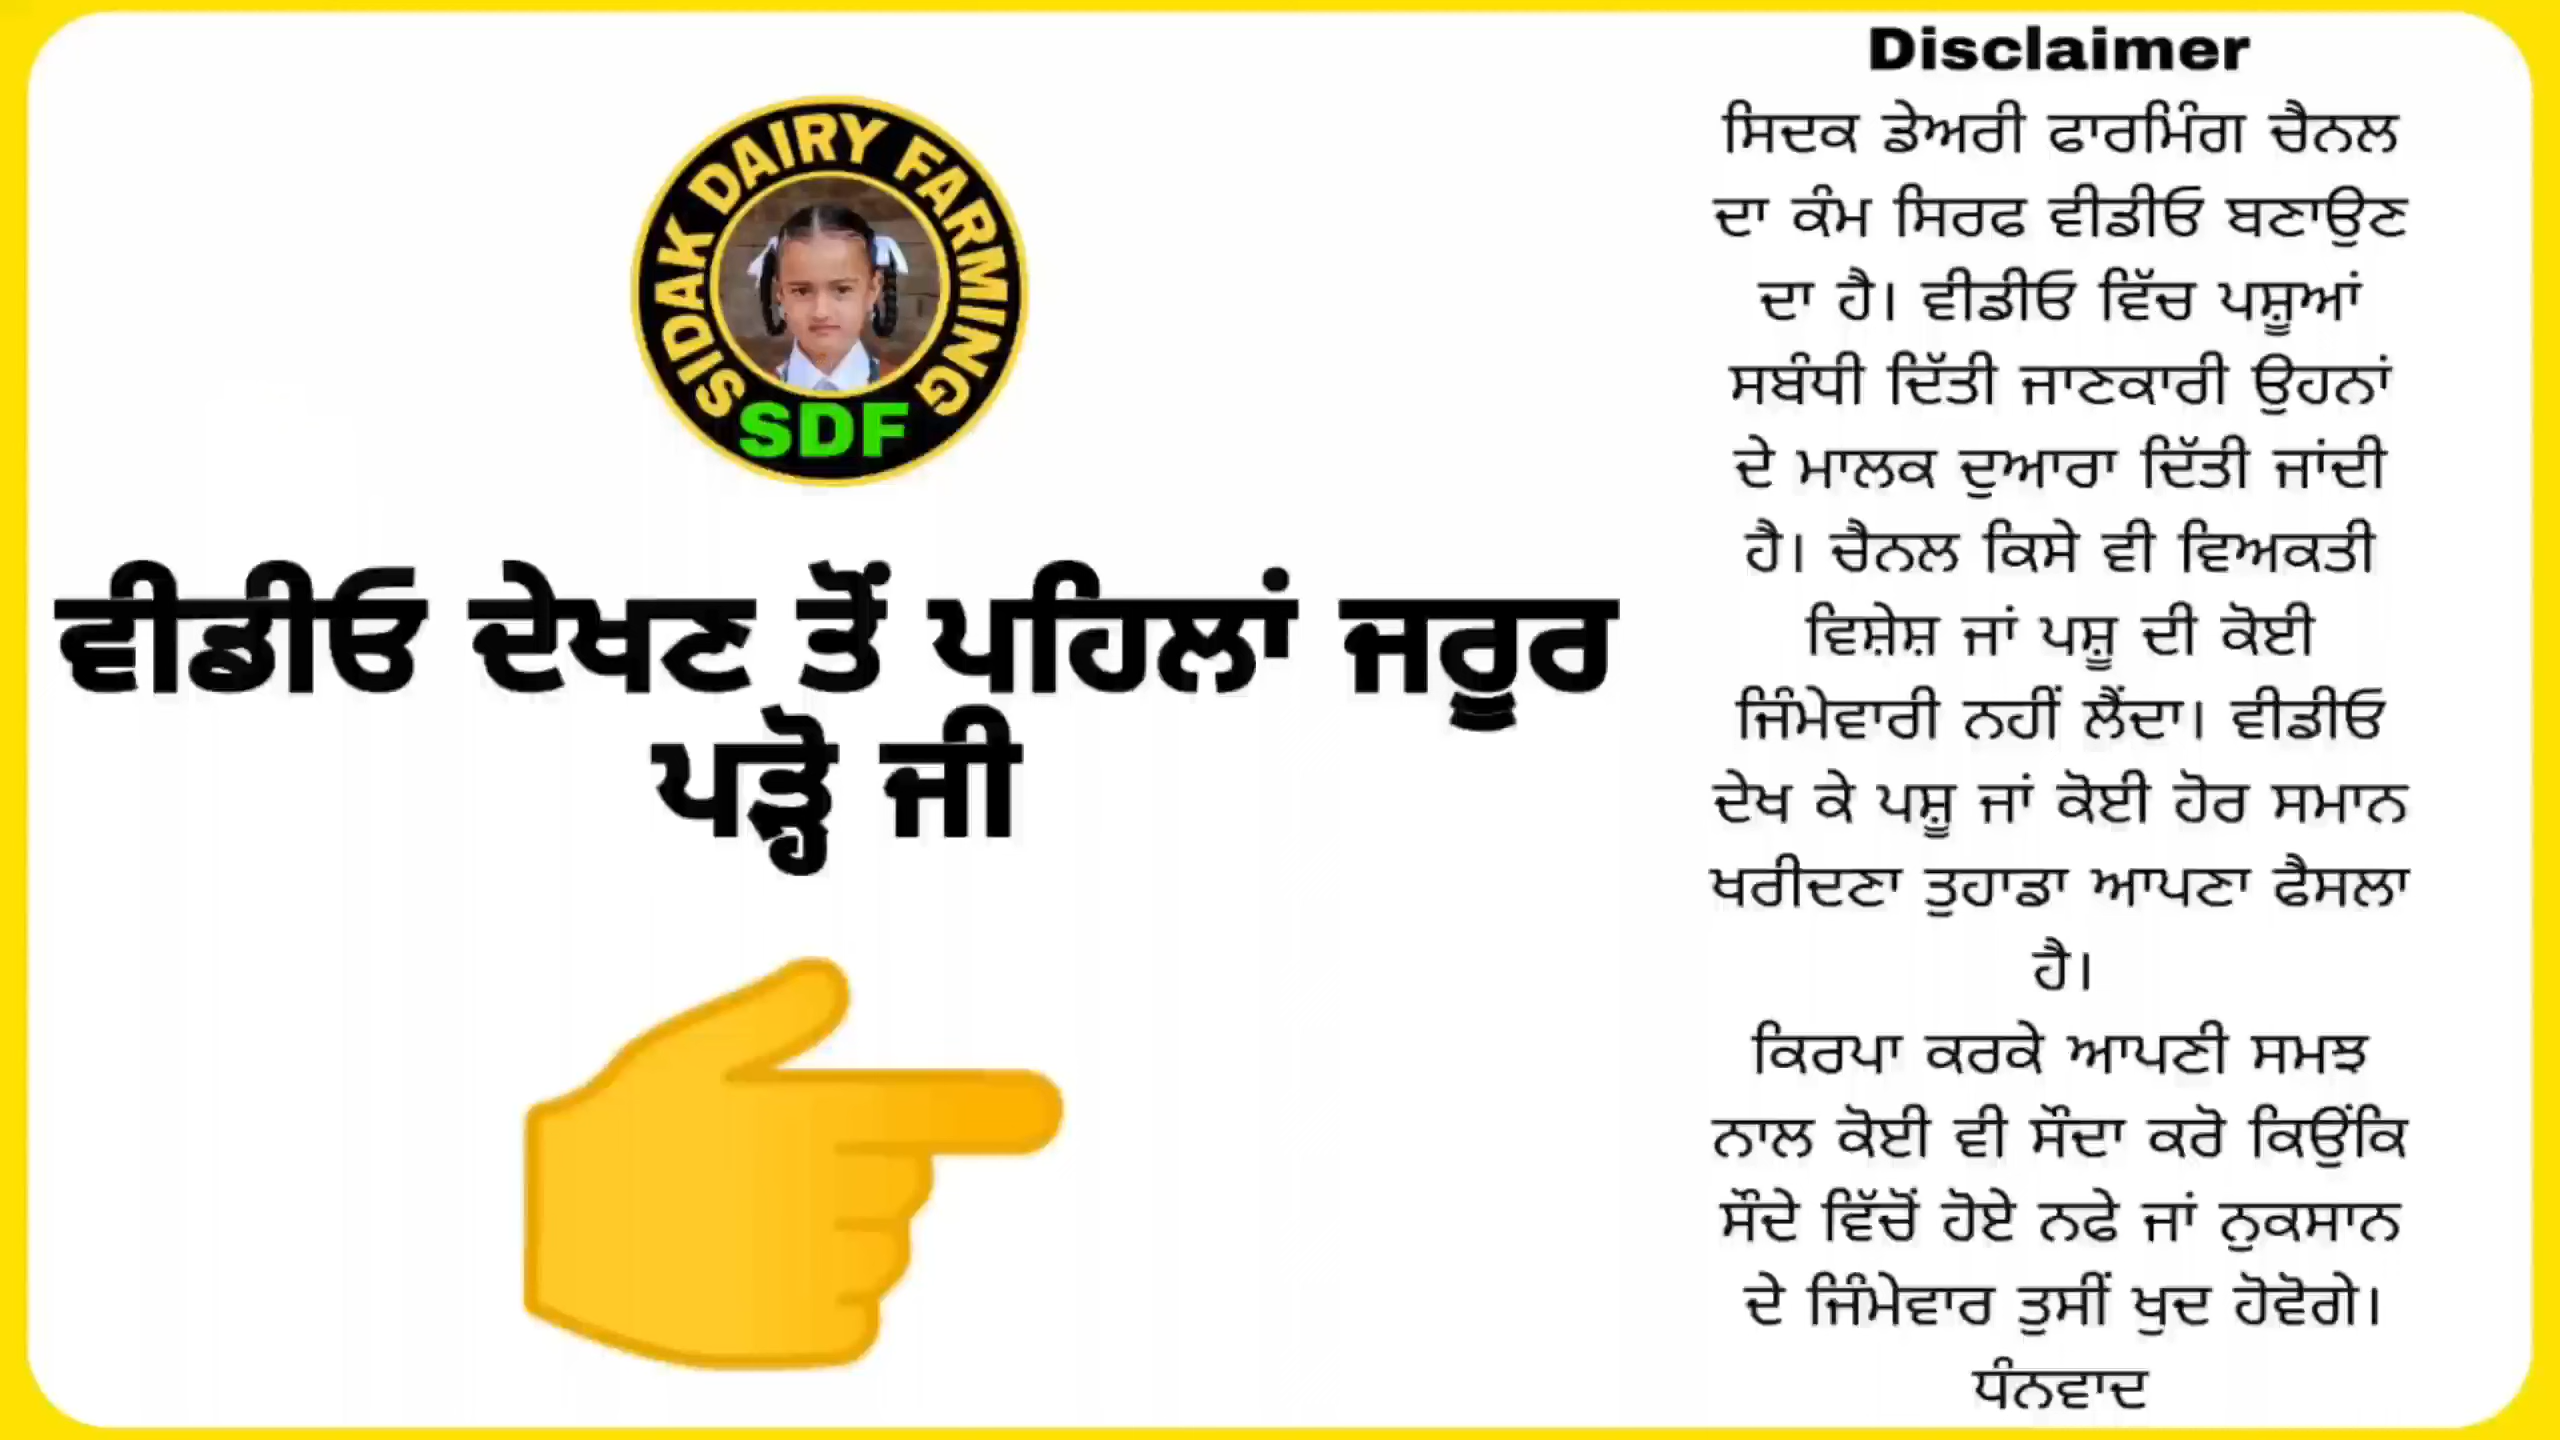 SIDAK DAIRY FARMING
SDF
ਵੀਡੀਓ ਦੇਖਣ ਤੋਂ ਪਹਿਲਾਂ ਜਰੂਰ
ਪੜ੍ਹੋ ਜੀ
Disclaimer
ਸਿਦਕ ਡੇਅਰੀ ਫਾਰਮਿੰਗ ਚੈਨਲ
ਦਾ ਕੰਮ ਸਿਰਫ ਵੀਡੀਓ ਬਣਾਉਣ
ਦਾ ਹੈ। ਵੀਡੀਓ ਵਿੱਚ ਪਸ਼ੂਆਂ
ਸਬੰਧੀ ਦਿੱਤੀ ਜਾਣਕਾਰੀ ਉਹਨਾਂ
ਦੇ ਮਾਲਕ ਦੁਆਰਾ ਦਿੱਤੀ ਜਾਂਦੀ
ਹੈ। ਚੈਨਲ ਕਿਸੇ ਵੀ ਵਿਅਕਤੀ
ਵਿਸ਼ੇਸ਼ ਜਾਂ ਪਸ਼ੂ ਦੀ ਕੋਈ
ਜਿੰਮੇਵਾਰੀ ਨਹੀਂ ਲੈਂਦਾ। ਵੀਡੀਓ
ਦੇਖ ਕੇ ਪਸ਼ੂ ਜਾਂ ਕੋਈ ਹੋਰ ਸਮਾਨ
ਖਰੀਦਣਾ ਤੁਹਾਡਾ ਆਪਣਾ ਫੈਸਲਾ
ਹੈ।
ਕਿਰਪਾ ਕਰਕੇ ਆਪਣੀ ਸਮਝ
ਨਾਲ ਕੋਈ ਵੀ ਸੌਦਾ ਕਰੋ ਕਿਉਂਕਿ
ਸੌਦੇ ਵਿੱਚੋਂ ਹੋਏ ਨਫੇ ਜਾਂ ਨੁਕਸਾਨ
ਦੇ ਜਿੰਮੇਵਾਰ ਤੁਸੀਂ ਖੁਦ ਹੋਵੋਗੇ।
ਧੰਨਵਾਦ